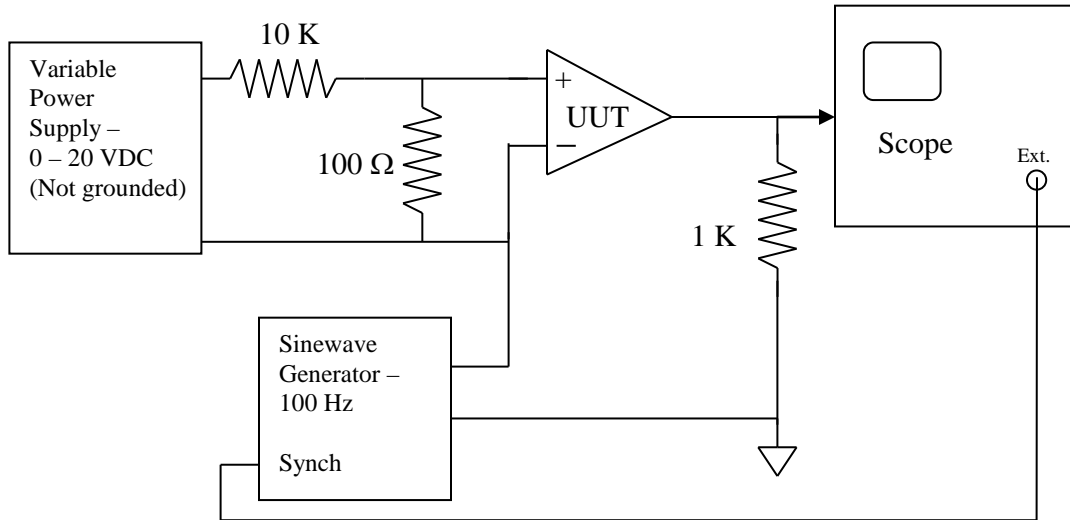 10 K
Variable
Power
Supply –
0 – 20 VDC
(Not grounded)
+
UUT
–
100 Ω
Scope
Ext.
1 K
Sinewave
Generator –
100 Hz
Synch